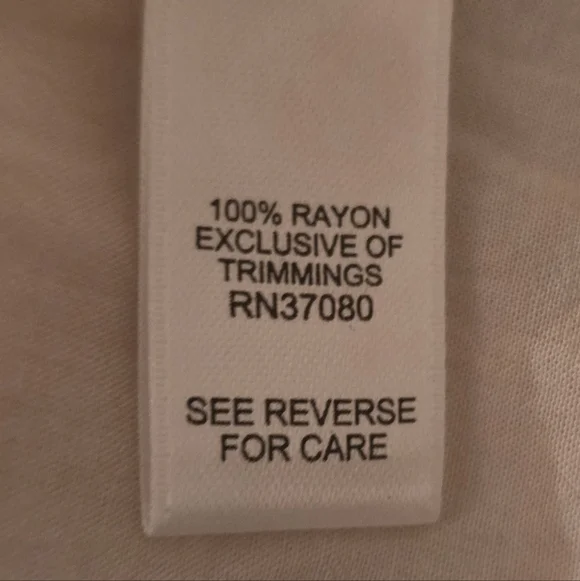 100% RAYON
EXCLUSIVE OF
TRIMMINGS
RN37080
SEE REVERSE
FOR CARE